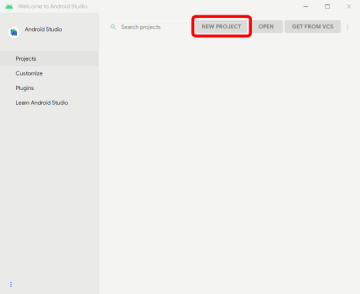 Welcome to Android Studio
Android Studio
Search projects
NEW PROJECT
OPEN
GET FROM VCS
Projects
Customize
Plugins
Learn Android Studio